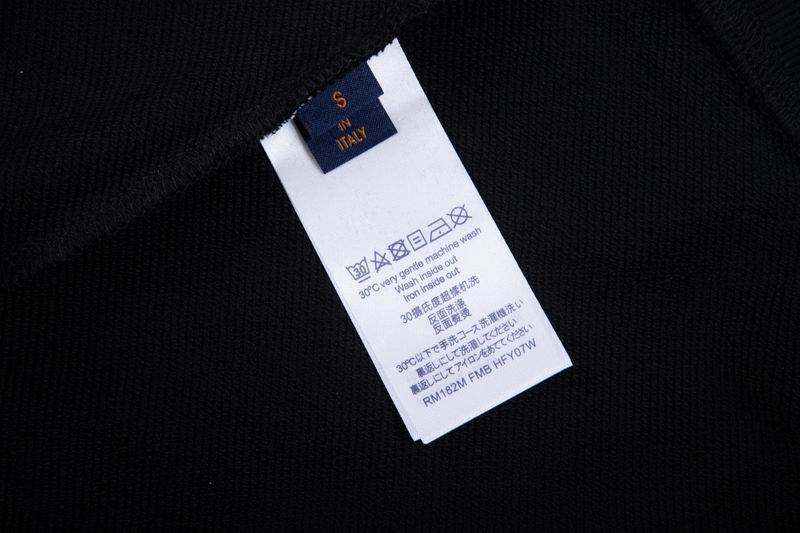 S
IN
ITALY
30
30°C very gentle machine wash
Wash inside out
Iron inside out
30攝氏度超揉机洗
反面洗滌
反面熨燙
30℃以下で手洗コース洗濯機洗い
裏返しにして洗濯してください
裏返しにしてアイロンをあててください
RM182M FMB HFY07W